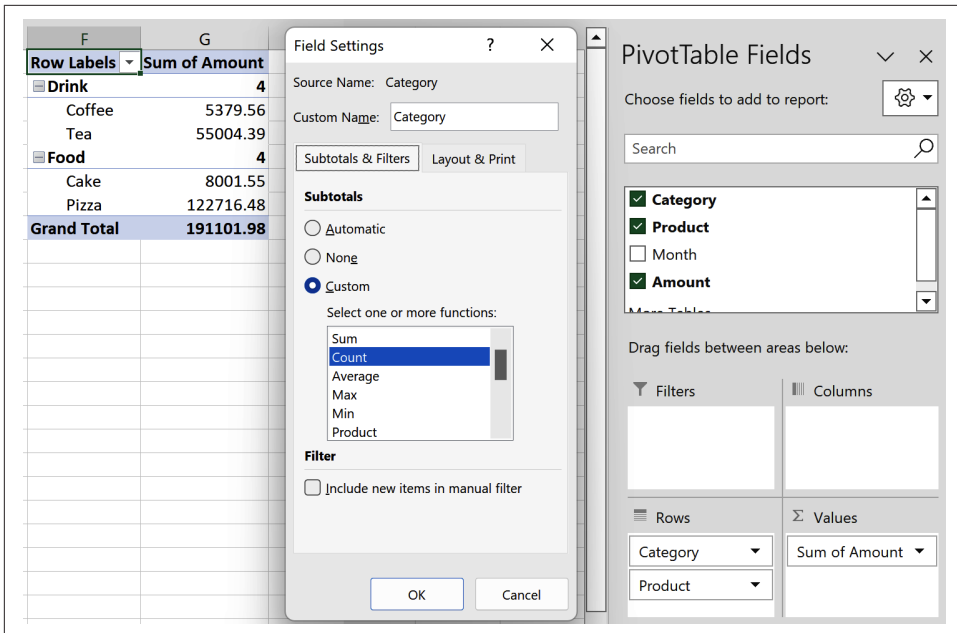 F G
Row Labels Sum of Amount
Drink 4
Coffee 5379.56
Tea 55004.39
Food 4
Cake 8001.55
Pizza 122716.48
Grand Total 191101.98
Field Settings ?
Source Name: Category
Custom Name: Category
Subtotals & Filters Layout & Print
Subtotals
Automatic
None
Custom
Select one or more functions:
Sum
Count
Average
Max
Min
Product
Filter
Include new items in manual filter
OK Cancel
PivotTable Fields
Choose fields to add to report:
Search
Category
Product
Month
Amount
More Tables
Drag fields between areas below:
Filters Columns
Rows Σ Values
Category Sum of Amount
Product